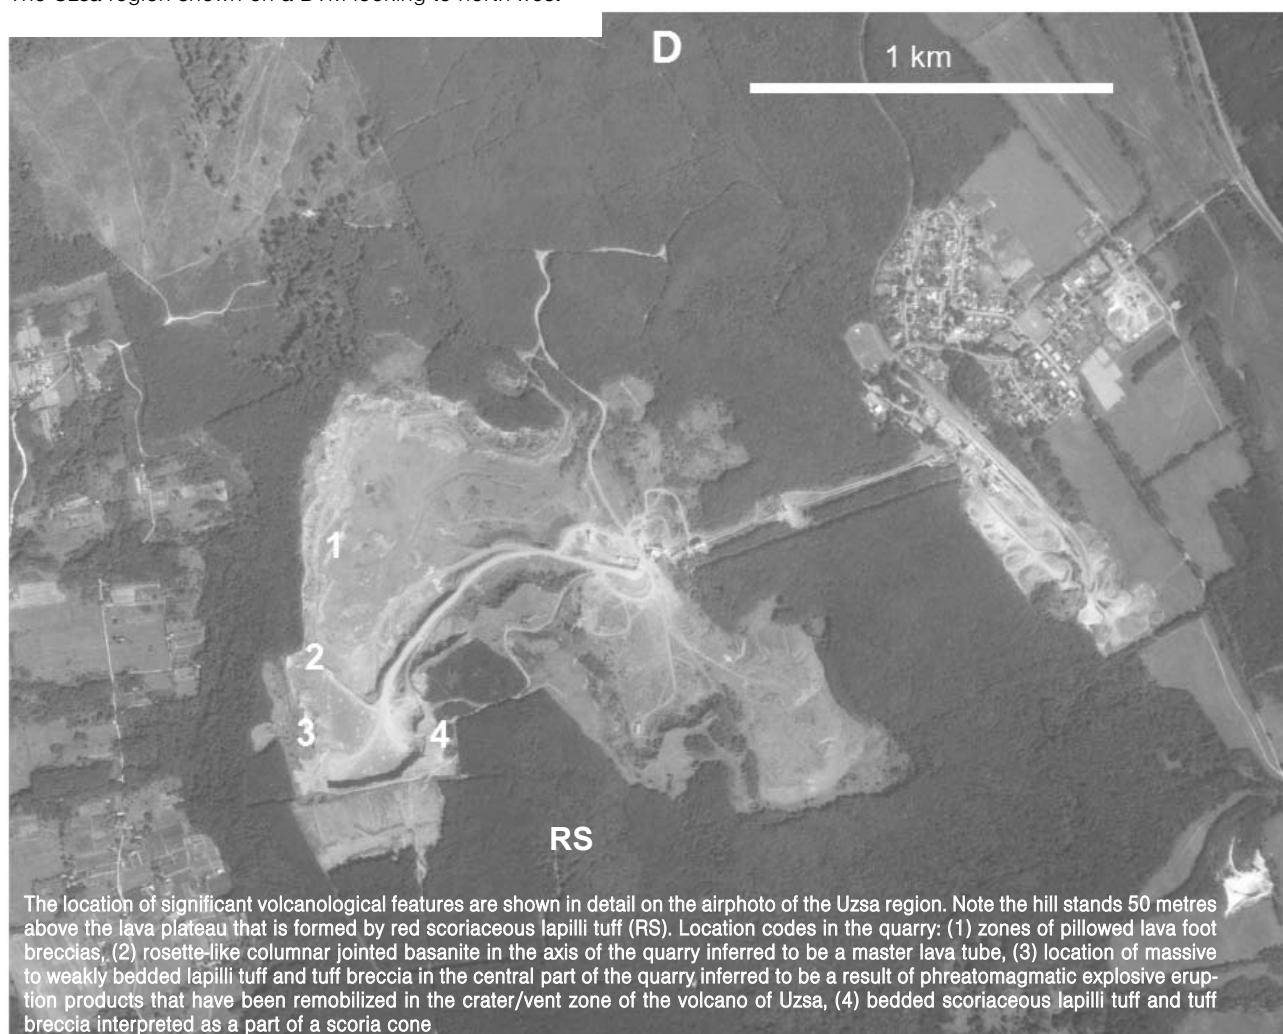 D
1 km
1
2
3
4
RS
The location of significant volcanological features are shown in detail on the airphoto of the Uzsa region. Note the hill stands 50 metres
above the lava plateau that is formed by red scoriaceous lapilli tuff (RS). Location codes in the quarry: (1) zones of pillowed lava foot
breccias, (2) rosette-like columnar jointed basanite in the axis of the quarry inferred to be a master lava tube, (3) location of massive
to weakly bedded lapilli tuff and tuff breccia in the central part of the quarry inferred to be a result of phreatomagmatic explosive erup-
tion products that have been remobilized in the crater/vent zone of the volcano of Uzsa, (4) bedded scoriaceous lapilli tuff and tuff
breccia interpreted as a part of a scoria cone